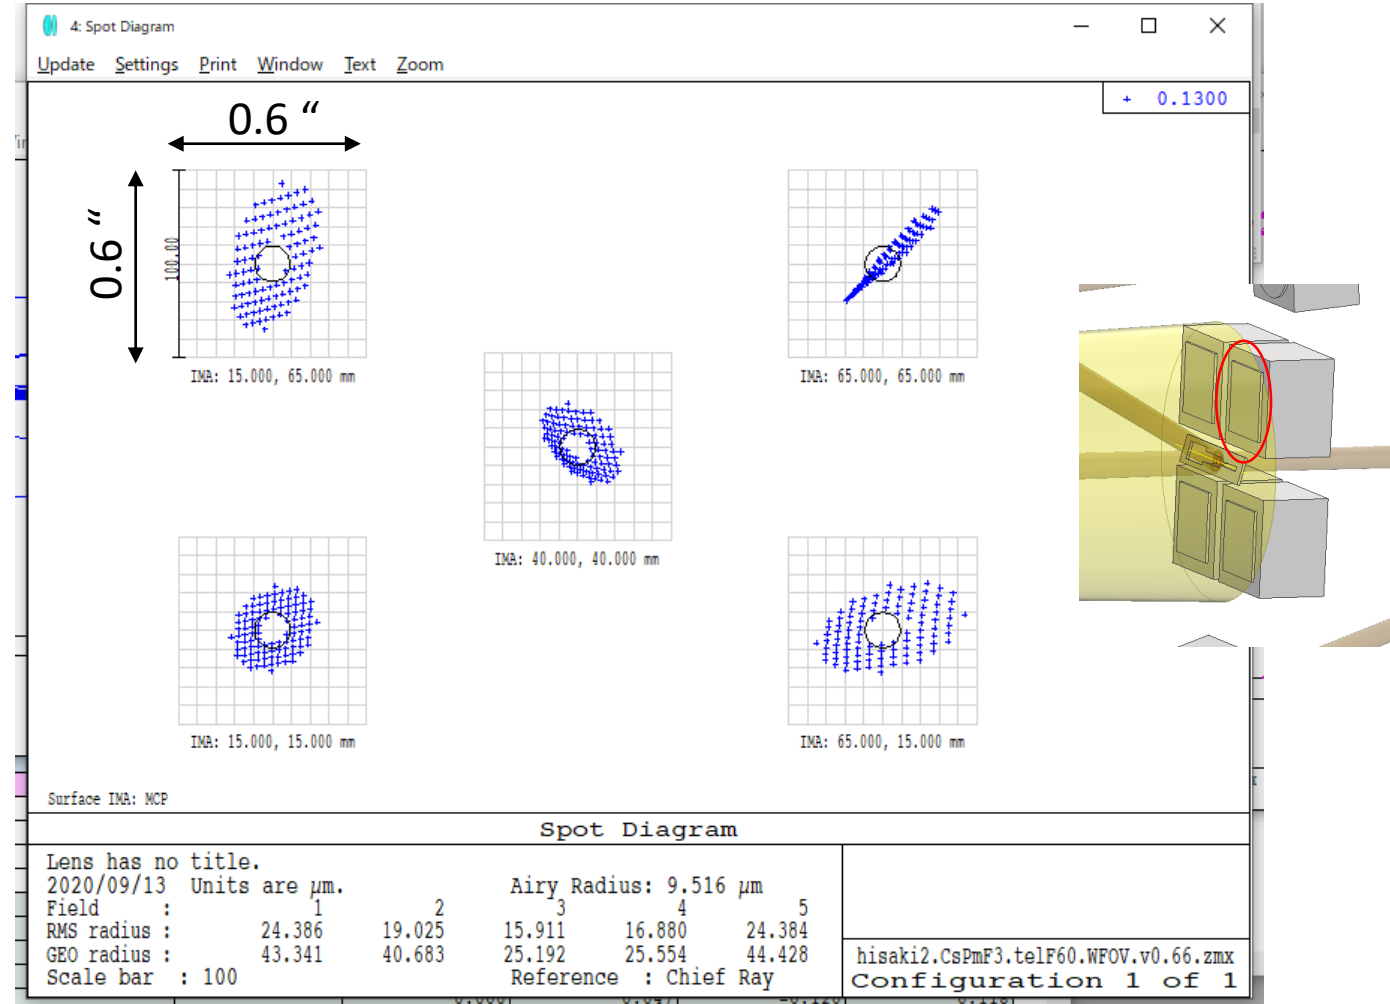 4: Spot Diagram
Update Settings Print Window Text Zoom
+ 0.1300
0.6 “
0.6 “
100.00
IMA: 15.000, 65.000 mm
IMA: 65.000, 65.000 mm
IMA: 40.000, 40.000 mm
IMA: 15.000, 15.000 mm
IMA: 65.000, 15.000 mm
Surface IMA: MCP
Spot Diagram
Lens has no title.
2020/09/13 Units are µm. Airy Radius: 9.516 µm
Field : 1 2 3 4 5
RMS radius : 24.386 19.025 15.911 16.880 24.384
GEO radius : 43.341 40.683 25.192 25.554 44.428
Scale bar : 100 Reference : Chief Ray
hisaki2.CsPmF3.telF60.WFOV.v0.66.zmx
Configuration 1 of 1